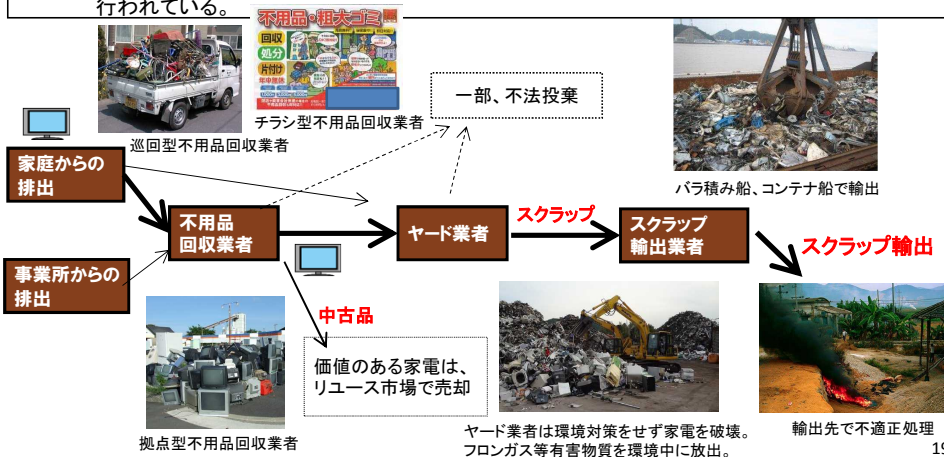 行われている。
不用品・粗大ゴミ
回収
処分
片付け
年中無休
チラシ型不用品回収業者
巡回型不用品回収業者
一部、不法投棄
バラ積み船、コンテナ船で輸出
家庭からの
排出
不用品
回収業者
ヤード業者
スクラップ
スクラップ
輸出業者
スクラップ輸出
事業所からの
排出
中古品
価値のある家電は、
リユース市場で売却
拠点型不用品回収業者
ヤード業者は環境対策をせず家電を破壊。
フロンガス等有害物質を環境中に放出。
輸出先で不適正処理
19